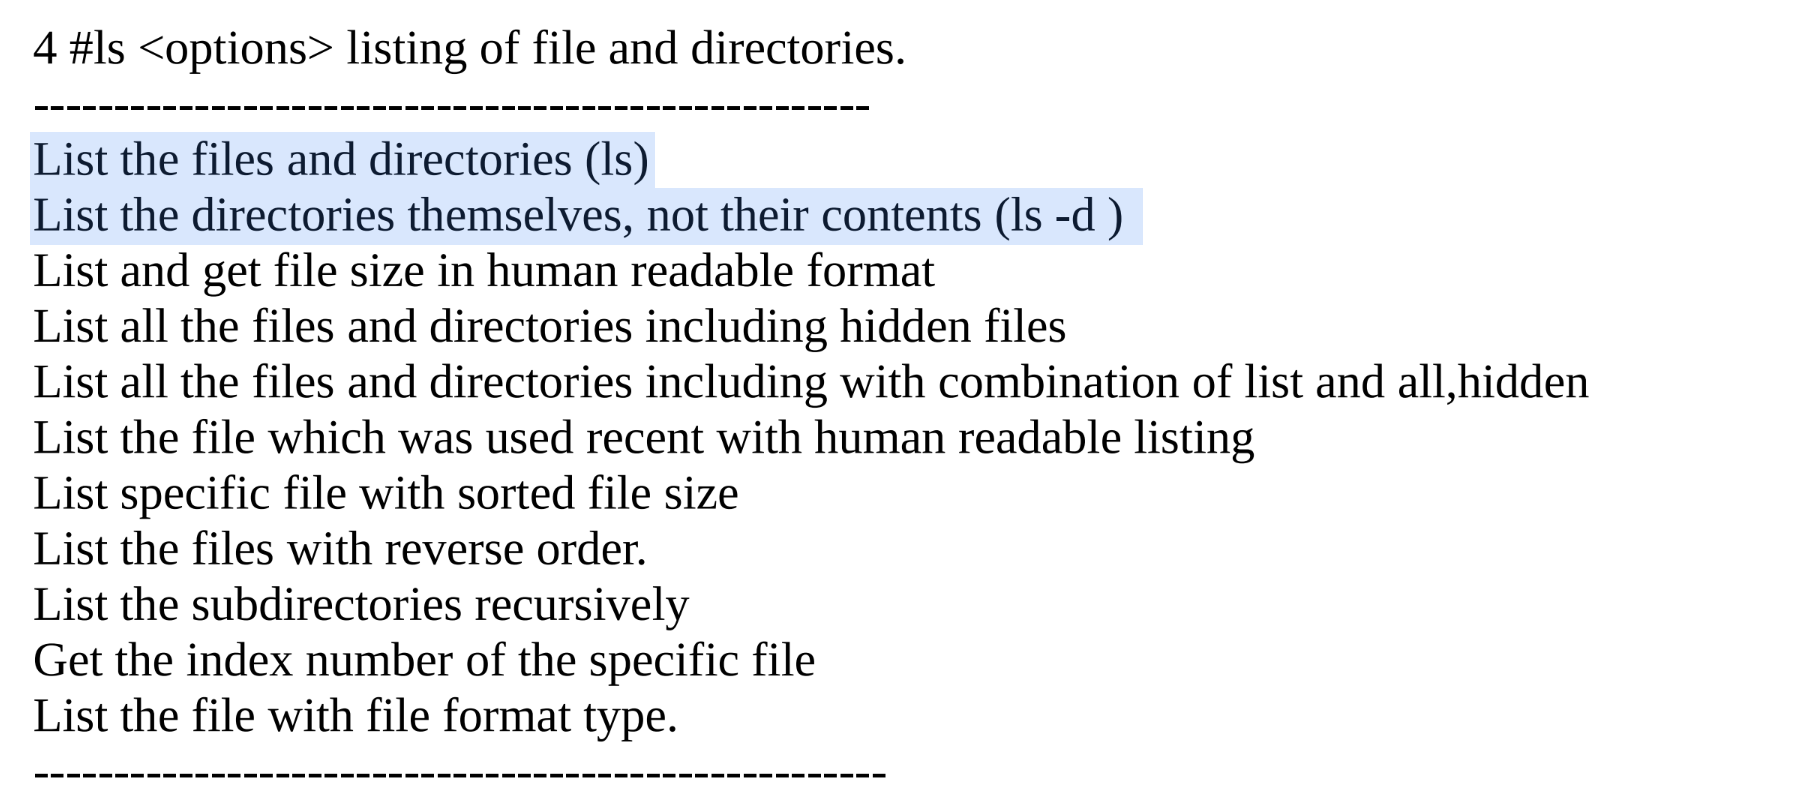 4 #ls <options> listing of file and directories.
----------------------------------------------------
List the files and directories (ls)
List the directories themselves, not their contents (ls -d )
List and get file size in human readable format
List all the files and directories including hidden files
List all the files and directories including with combination of list and all,hidden
List the file which was used recent with human readable listing
List specific file with sorted file size
List the files with reverse order.
List the subdirectories recursively
Get the index number of the specific file
List the file with file format type.
-----------------------------------------------------